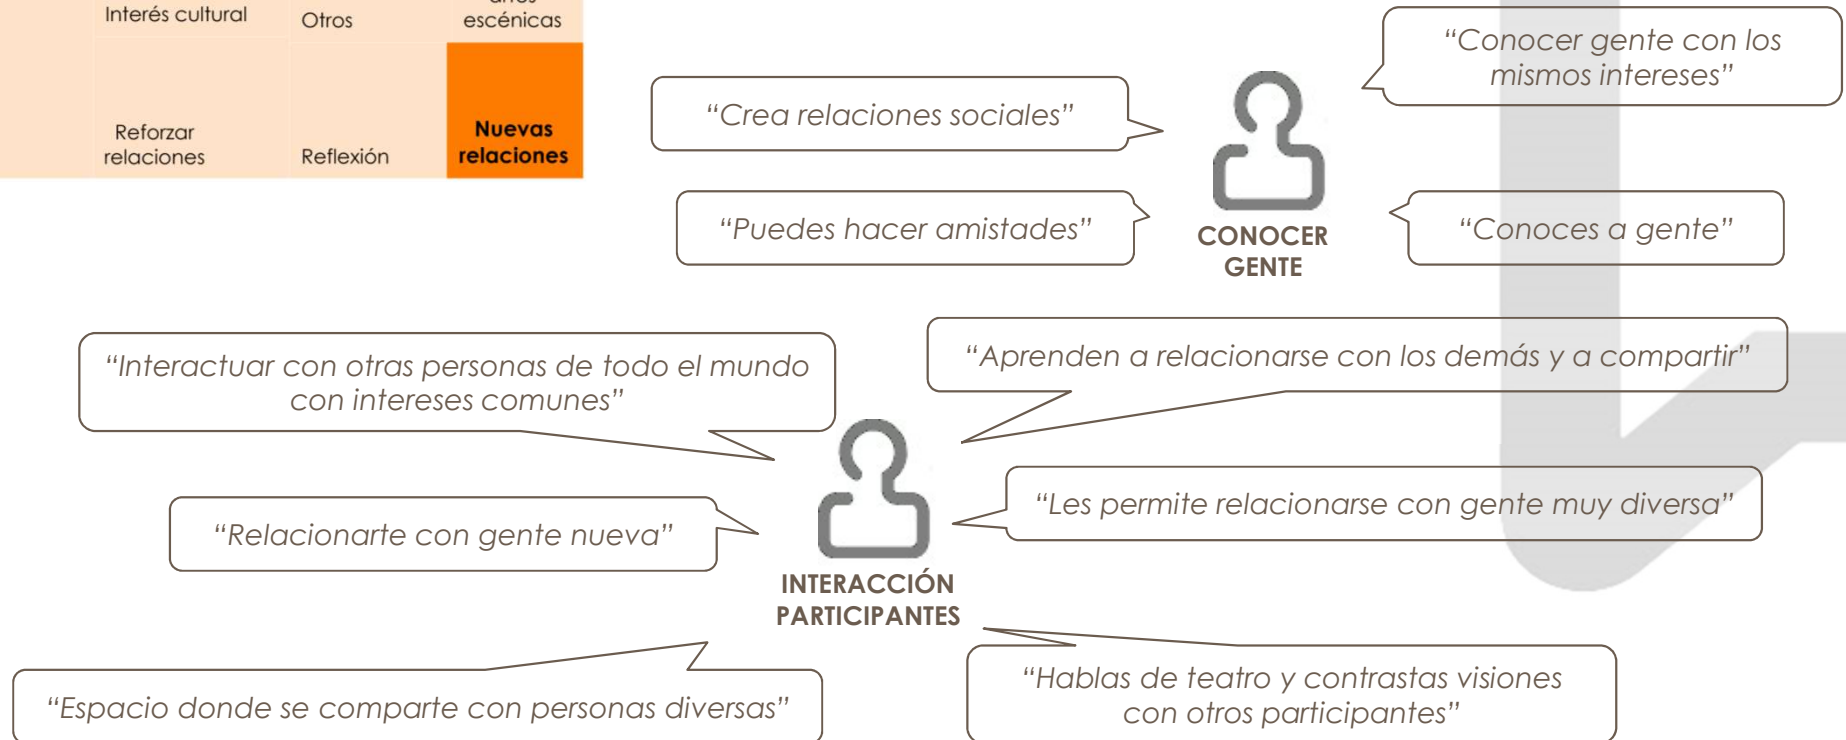 Interés cultural
Otros
escénicas
Reforzar
relaciones
Reflexión
Nuevas
relaciones
“Conocer gente con los
mismos intereses”
“Crea relaciones sociales”
“Puedes hacer amistades”
“Conoces a gente”
CONOCER
GENTE
“Interactuar con otras personas de todo el mundo
con intereses comunes”
“Aprenden a relacionarse con los demás y a compartir”
“Les permite relacionarse con gente muy diversa”
“Relacionarte con gente nueva”
INTERACCIÓN
PARTICIPANTES
“Espacio donde se comparte con personas diversas”
“Hablas de teatro y contrastas visiones
con otros participantes”